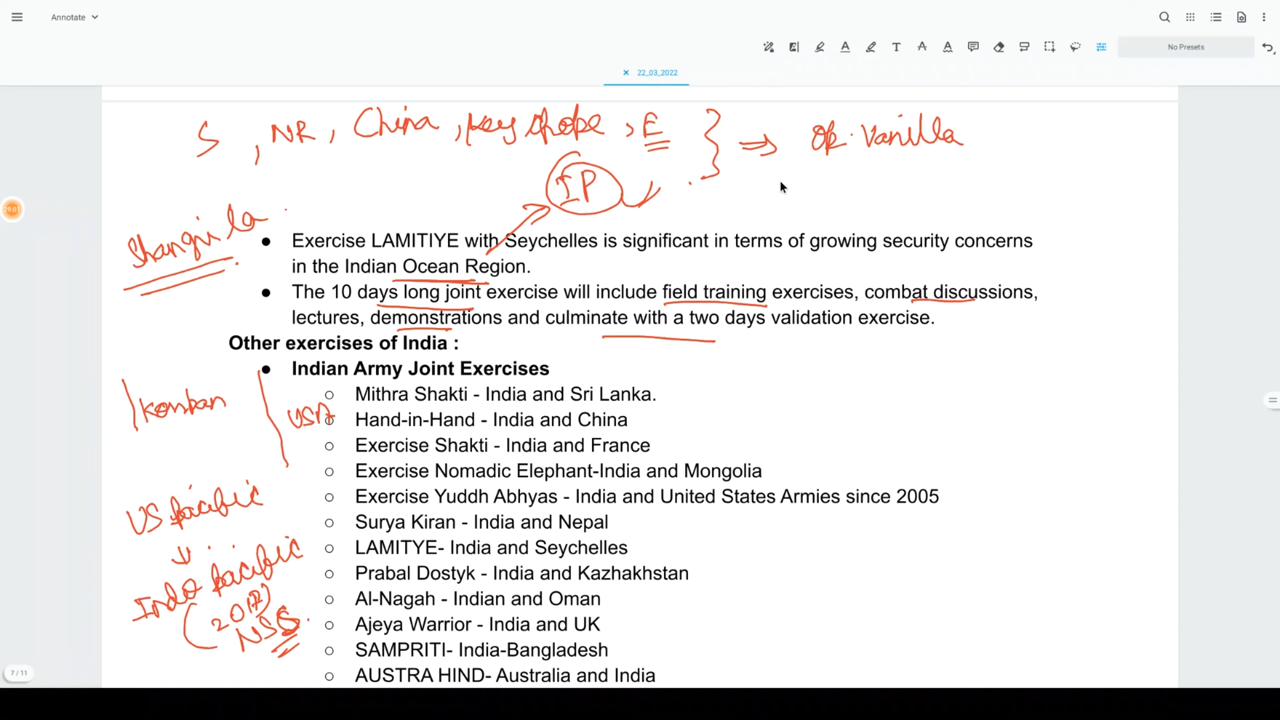 Annotate
No Presets
22_03_2022
S, NR, China, key choke, E } ⇒ Op. Vanilla
IP
Shangri la
● Exercise LAMITIYE with Seychelles is significant in terms of growing security concerns
in the Indian Ocean Region.
● The 10 days long joint exercise will include field training exercises, combat discussions,
lectures, demonstrations and culminate with a two days validation exercise.
Other exercises of India :
● Indian Army Joint Exercises
○ Mithra Shakti - India and Sri Lanka.
USA
○ Hand-in-Hand - India and China
○ Exercise Shakti - India and France
○ Exercise Nomadic Elephant-India and Mongolia
○ Exercise Yuddh Abhyas - India and United States Armies since 2005
US Pacific
○ Surya Kiran - India and Nepal
○ LAMITYE- India and Seychelles
Indo Pacific
○ Prabal Dostyk - India and Kazhakhstan
○ Al-Nagah - Indian and Oman
(2017)
○ Ajeya Warrior - India and UK
NSS
○ SAMPRITI- India-Bangladesh
○ AUSTRA HIND- Australia and India
7 / 11